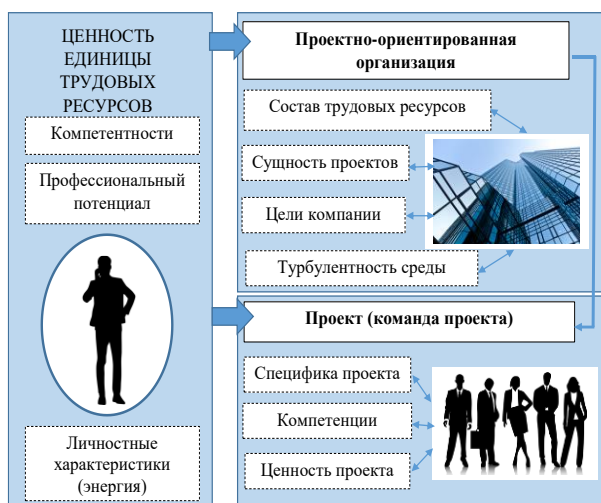 ЦЕННОСТЬ
ЕДИНИЦЫ
ТРУДОВЫХ
РЕСУРСОВ
Компетентности
Профессиональный
потенциал
Личностные
характеристики
(энергия)
Проектно-ориентированная
организация
Состав трудовых ресурсов
Сущность проектов
Цели компании
Турбулентность среды
Проект (команда проекта)
Специфика проекта
Компетенции
Ценность проекта